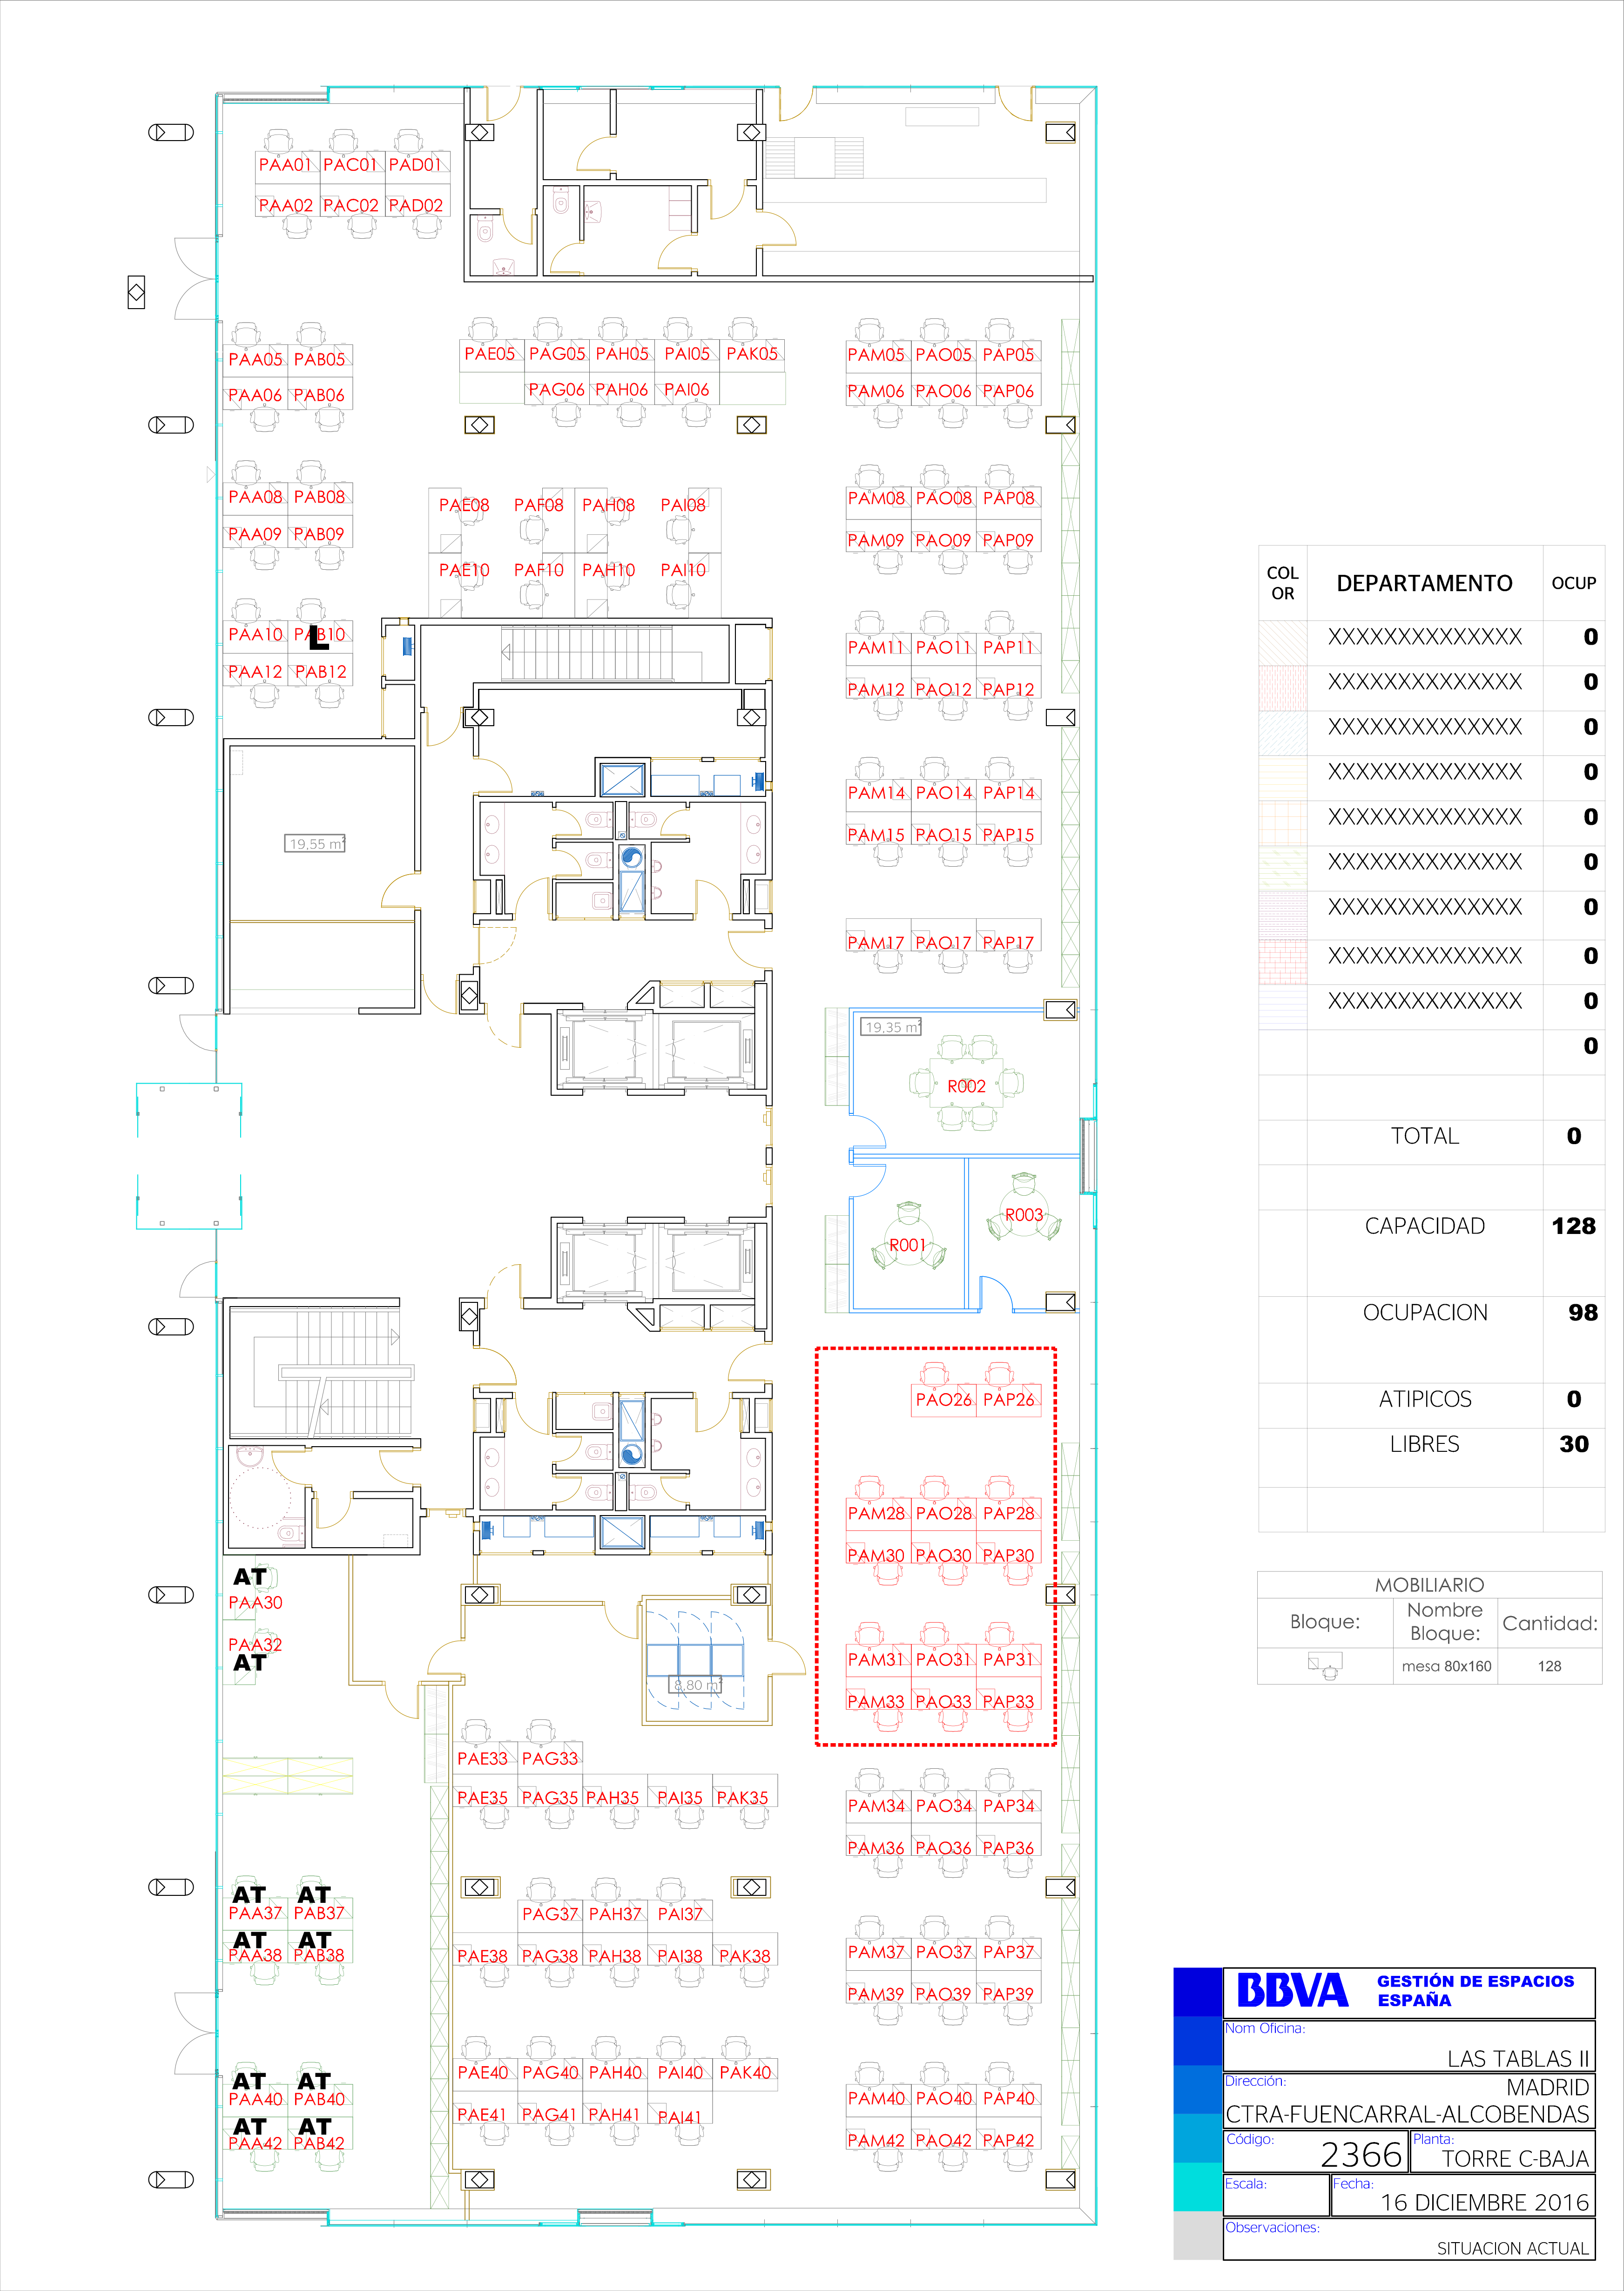 PAA01 PAC01 PAD01
PAA02 PAC02 PAD02
PAA05 PAB05
PAA06 PAB06
PAE05 PAG05 PAH05 PAI05 PAK05
PAG06 PAH06 PAI06
PAM05 PAO05 PAP05
PAM06 PAO06 PAP06
PAA08 PAB08
PAA09 PAB09
PAE08 PAF08 PAH08 PAI08
PAE10 PAF10 PAH10 PAI10
PAM08 PAO08 PAP08
PAM09 PAO09 PAP09
PAA10 PAB10
L
PAA12 PAB12
PAM11 PAO11 PAP11
PAM12 PAO12 PAP12
PAM14 PAO14 PAP14
PAM15 PAO15 PAP15
19,55 m²
PAM17 PAO17 PAP17
19,35 m²
R002
R003
R001
PAO26 PAP26
PAM28 PAO28 PAP28
PAM30 PAO30 PAP30
AT
PAA30
PAA32
AT
PAM31 PAO31 PAP31
PAM33 PAO33 PAP33
8,80 m²
PAE33 PAG33
PAE35 PAG35 PAH35 PAI35 PAK35
PAM34 PAO34 PAP34
PAM36 PAO36 PAP36
AT AT
PAA37 PAB37
AT AT
PAA38 PAB38
PAG37 PAH37 PAI37
PAE38 PAG38 PAH38 PAI38 PAK38
PAM37 PAO37 PAP37
PAM39 PAO39 PAP39
AT AT
PAA40 PAB40
AT AT
PAA42 PAB42
PAE40 PAG40 PAH40 PAI40 PAK40
PAE41 PAG41 PAH41 PAI41
PAM40 PAO40 PAP40
PAM42 PAO42 PAP42
COL
OR DEPARTAMENTO OCUP
XXXXXXXXXXXXXX 0
XXXXXXXXXXXXXX 0
XXXXXXXXXXXXXX 0
XXXXXXXXXXXXXX 0
XXXXXXXXXXXXXX 0
XXXXXXXXXXXXXX 0
XXXXXXXXXXXXXX 0
XXXXXXXXXXXXXX 0
XXXXXXXXXXXXXX 0
0
TOTAL 0
CAPACIDAD 128
OCUPACION 98
ATIPICOS 0
LIBRES 30
MOBILIARIO
Bloque: Nombre Bloque: Cantidad:
mesa 80x160 128
BBVA GESTIÓN DE ESPACIOS
ESPAÑA
Nom Oficina:
LAS TABLAS II
Dirección:
MADRID
CTRA-FUENCARRAL-ALCOBENDAS
Código: 2366 Planta: TORRE C-BAJA
Escala: Fecha: 16 DICIEMBRE 2016
Observaciones:
SITUACION ACTUAL